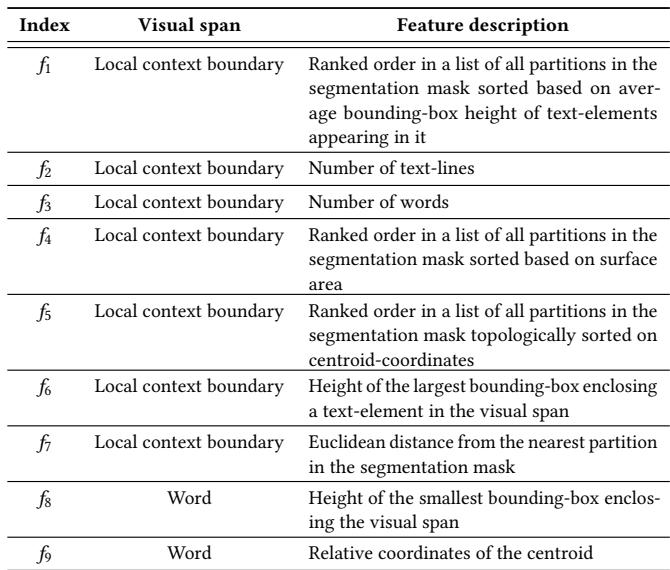 Index Visual span Feature description
f1 Local context boundary Ranked order in a list of all partitions in the
segmentation mask sorted based on aver-
age bounding-box height of text-elements
appearing in it
f2 Local context boundary Number of text-lines
f3 Local context boundary Number of words
f4 Local context boundary Ranked order in a list of all partitions in the
segmentation mask sorted based on surface
area
f5 Local context boundary Ranked order in a list of all partitions in the
segmentation mask topologically sorted on
centroid-coordinates
f6 Local context boundary Height of the largest bounding-box enclosing
a text-element in the visual span
f7 Local context boundary Euclidean distance from the nearest partition
in the segmentation mask
f8 Word Height of the smallest bounding-box enclos-
ing the visual span
f9 Word Relative coordinates of the centroid